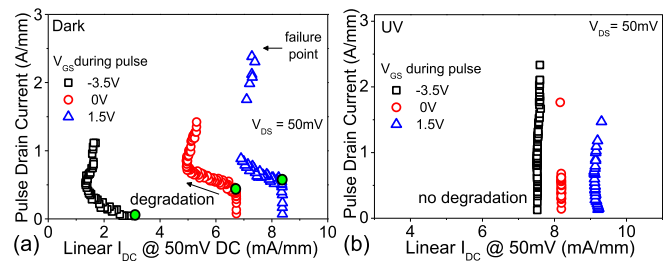 Dark
failure
point
V_GS during pulse
-3.5V
0V
1.5V
V_DS = 50mV
degradation
Pulse Drain Current (A/mm)
0
1
2
3
0 2 4 6 8 10
(a) Linear I_DC @ 50mV DC (mA/mm)
UV
V_DS = 50mV
V_GS during pulse
-3.5V
0V
1.5V
no degradation
Pulse Drain Current (A/mm)
0
1
2
3
4 6 8 10
(b) Linear I_DC @ 50mV (mA/mm)